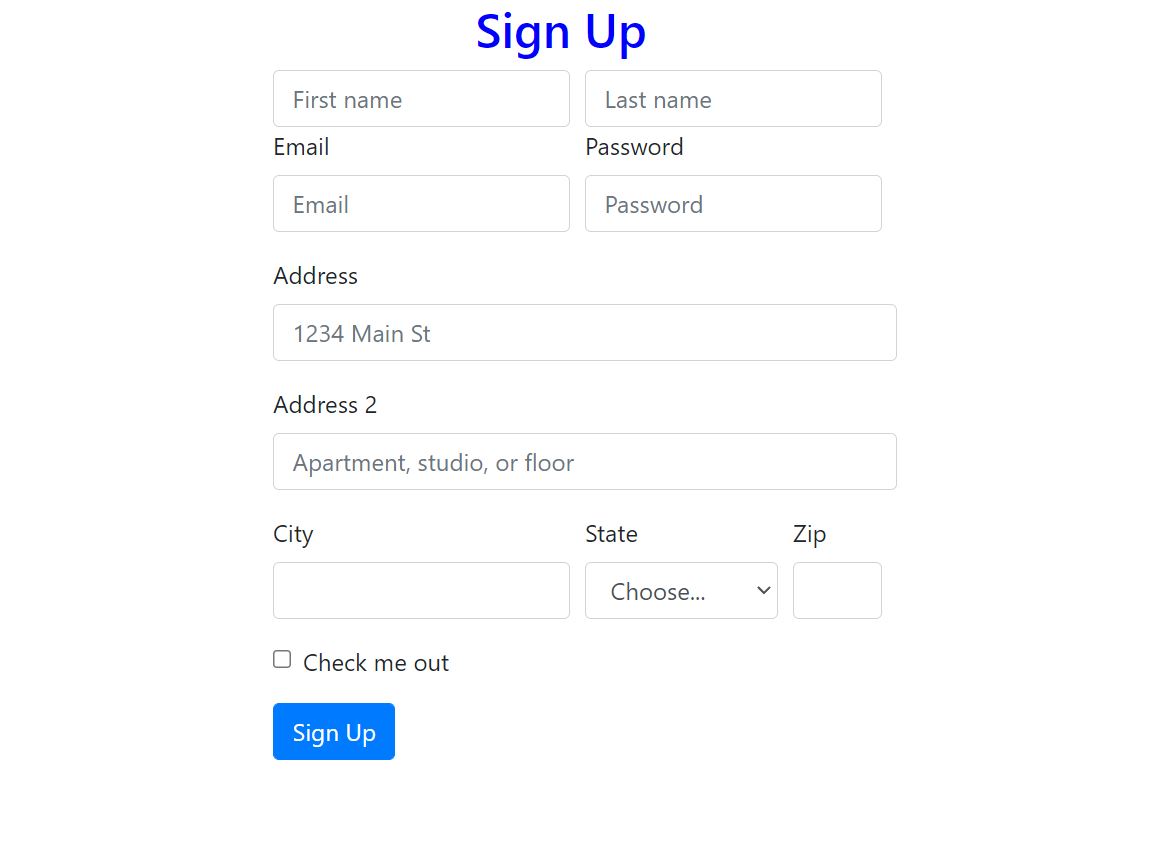 Sign Up
First name Last name
Email Password
Email Password
Address
1234 Main St
Address 2
Apartment, studio, or floor
City State Zip
Choose...
Check me out
Sign Up